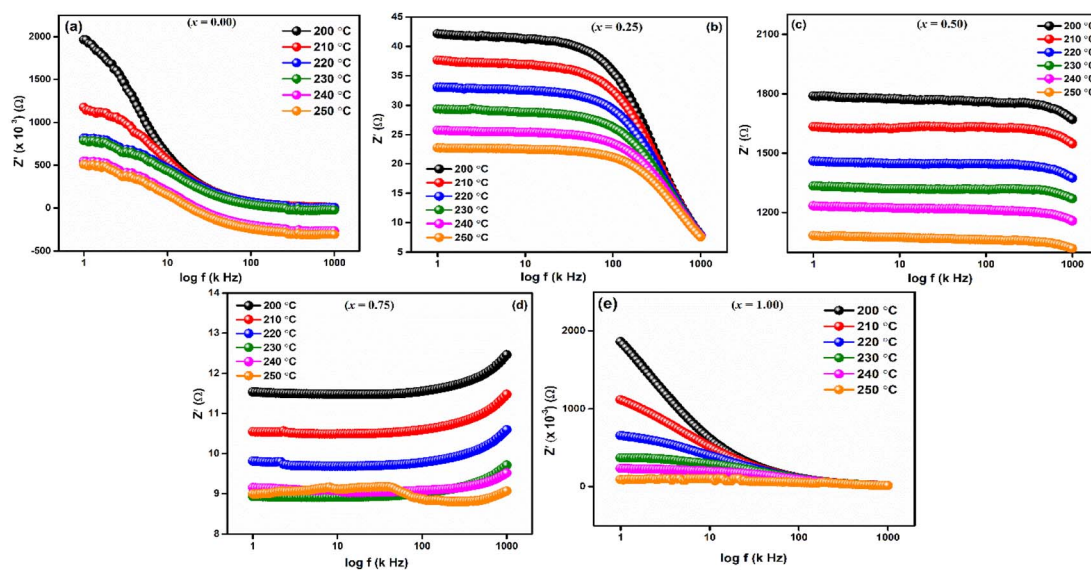 (a)
(x = 0.00)
200 °C
210 °C
220 °C
230 °C
240 °C
250 °C
2000
1500
1000
500
0
-500
Z' (x 10⁻³) (Ω)
1
10
100
1000
log f (k Hz)
(x = 0.25)
(b)
45
40
35
30
25
20
15
10
5
Z' (Ω)
200 °C
210 °C
220 °C
230 °C
240 °C
250 °C
1
10
100
1000
log f (k Hz)
(c)
(x = 0.50)
200 °C
210 °C
220 °C
230 °C
240 °C
250 °C
2100
1800
1500
1200
Z' (Ω)
1
10
100
1000
log f (k Hz)
(x = 0.75)
(d)
200 °C
210 °C
220 °C
230 °C
240 °C
250 °C
14
13
12
11
10
9
8
Z' (Ω)
1
10
100
1000
log f (k Hz)
(e)
(x = 1.00)
200 °C
210 °C
220 °C
230 °C
240 °C
250 °C
2000
1000
0
Z' (x 10⁻³) (Ω)
1
10
100
1000
log f (k Hz)